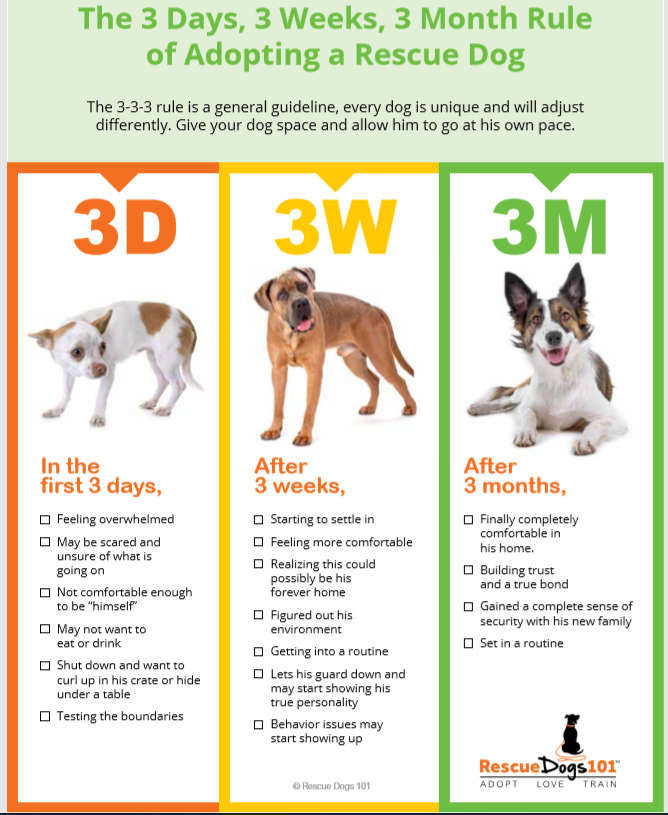 The 3 Days, 3 Weeks, 3 Month Rule
of Adopting a Rescue Dog
The 3-3-3 rule is a general guideline, every dog is unique and will adjust
differently. Give your dog space and allow him to go at his own pace.
3D
In the
first 3 days,
Feeling overwhelmed
May be scared and
unsure of what is
going on
Not comfortable enough
to be “himself”
May not want to
eat or drink
Shut down and want to
curl up in his crate or hide
under a table
Testing the boundaries
3W
After
3 weeks,
Starting to settle in
Feeling more comfortable
Realizing this could
possibly be his
forever home
Figured out his
environment
Getting into a routine
Lets his guard down and
may start showing his
true personality
Behavior issues may
start showing up
© Rescue Dogs 101
3M
After
3 months,
Finally completely
comfortable in
his home.
Building trust
and a true bond
Gained a complete sense of
security with his new family
Set in a routine
RescueDogs101™
ADOPT LOVE TRAIN